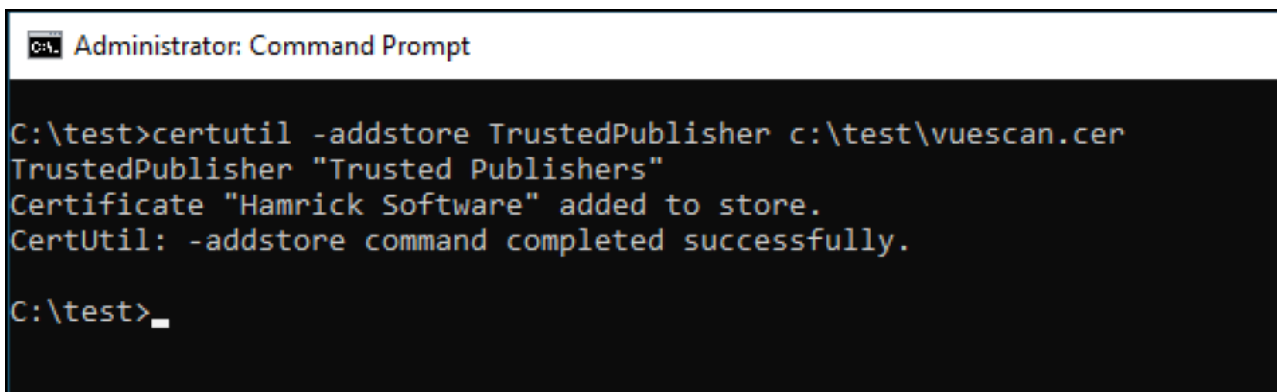 Administrator: Command Prompt
C:\test>certutil -addstore TrustedPublisher c:\test\vuescan.cer
TrustedPublisher "Trusted Publishers"
Certificate "Hamrick Software" added to store.
CertUtil: -addstore command completed successfully.
C:\test>